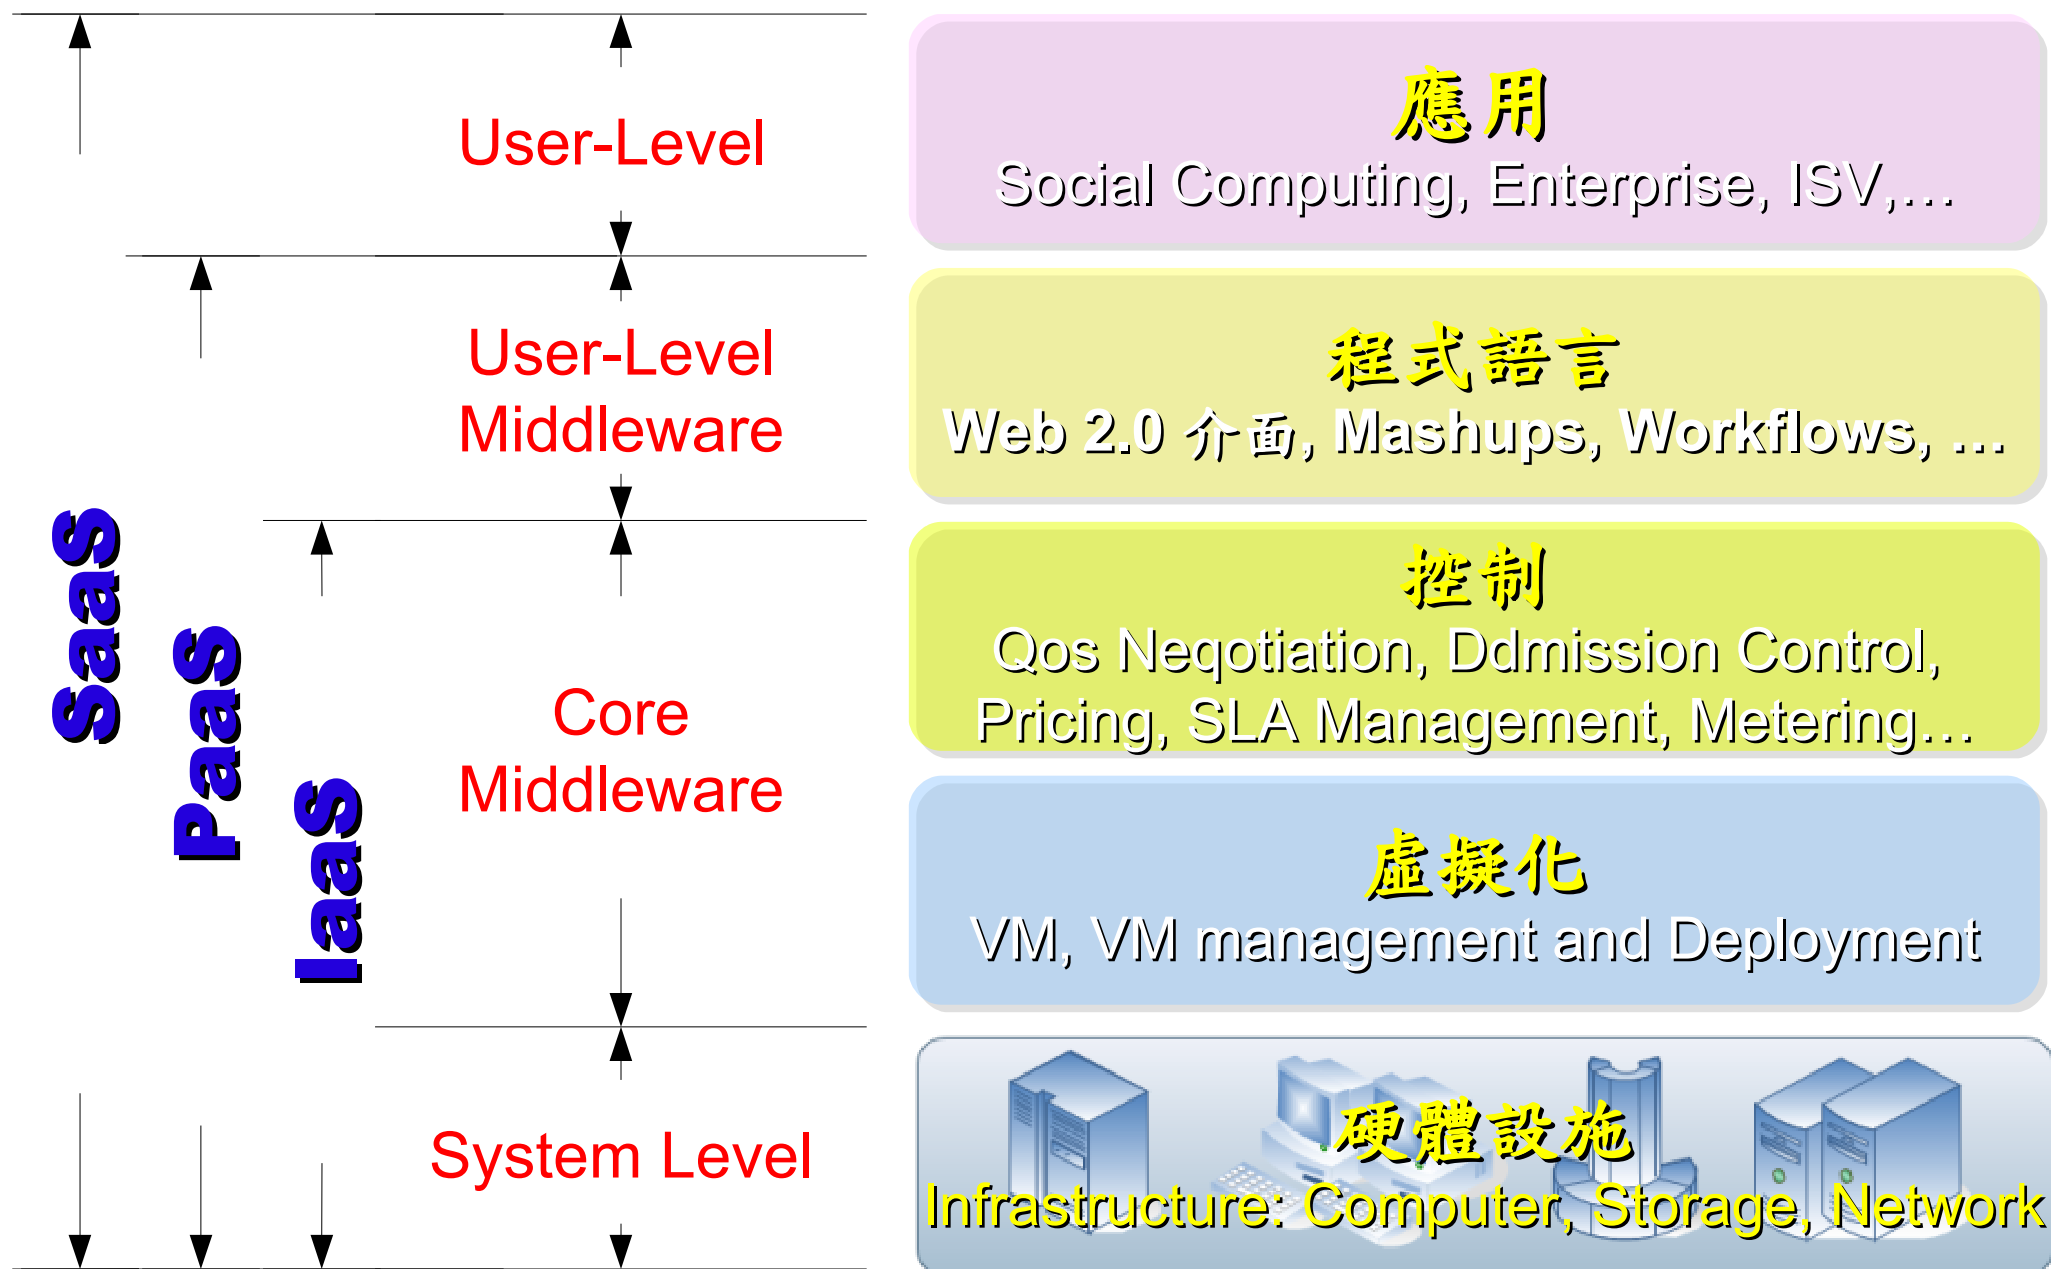 SaaS
PaaS
IaaS
User-Level
User-Level
Middleware
Core
Middleware
System Level
應用
Social Computing, Enterprise, ISV,…
程式語言
Web 2.0 介面, Mashups, Workflows, …
控制
Qos Neqotiation, Ddmission Control,
Pricing, SLA Management, Metering…
虛擬化
VM, VM management and Deployment
硬體設施
Infrastructure: Computer, Storage, Network